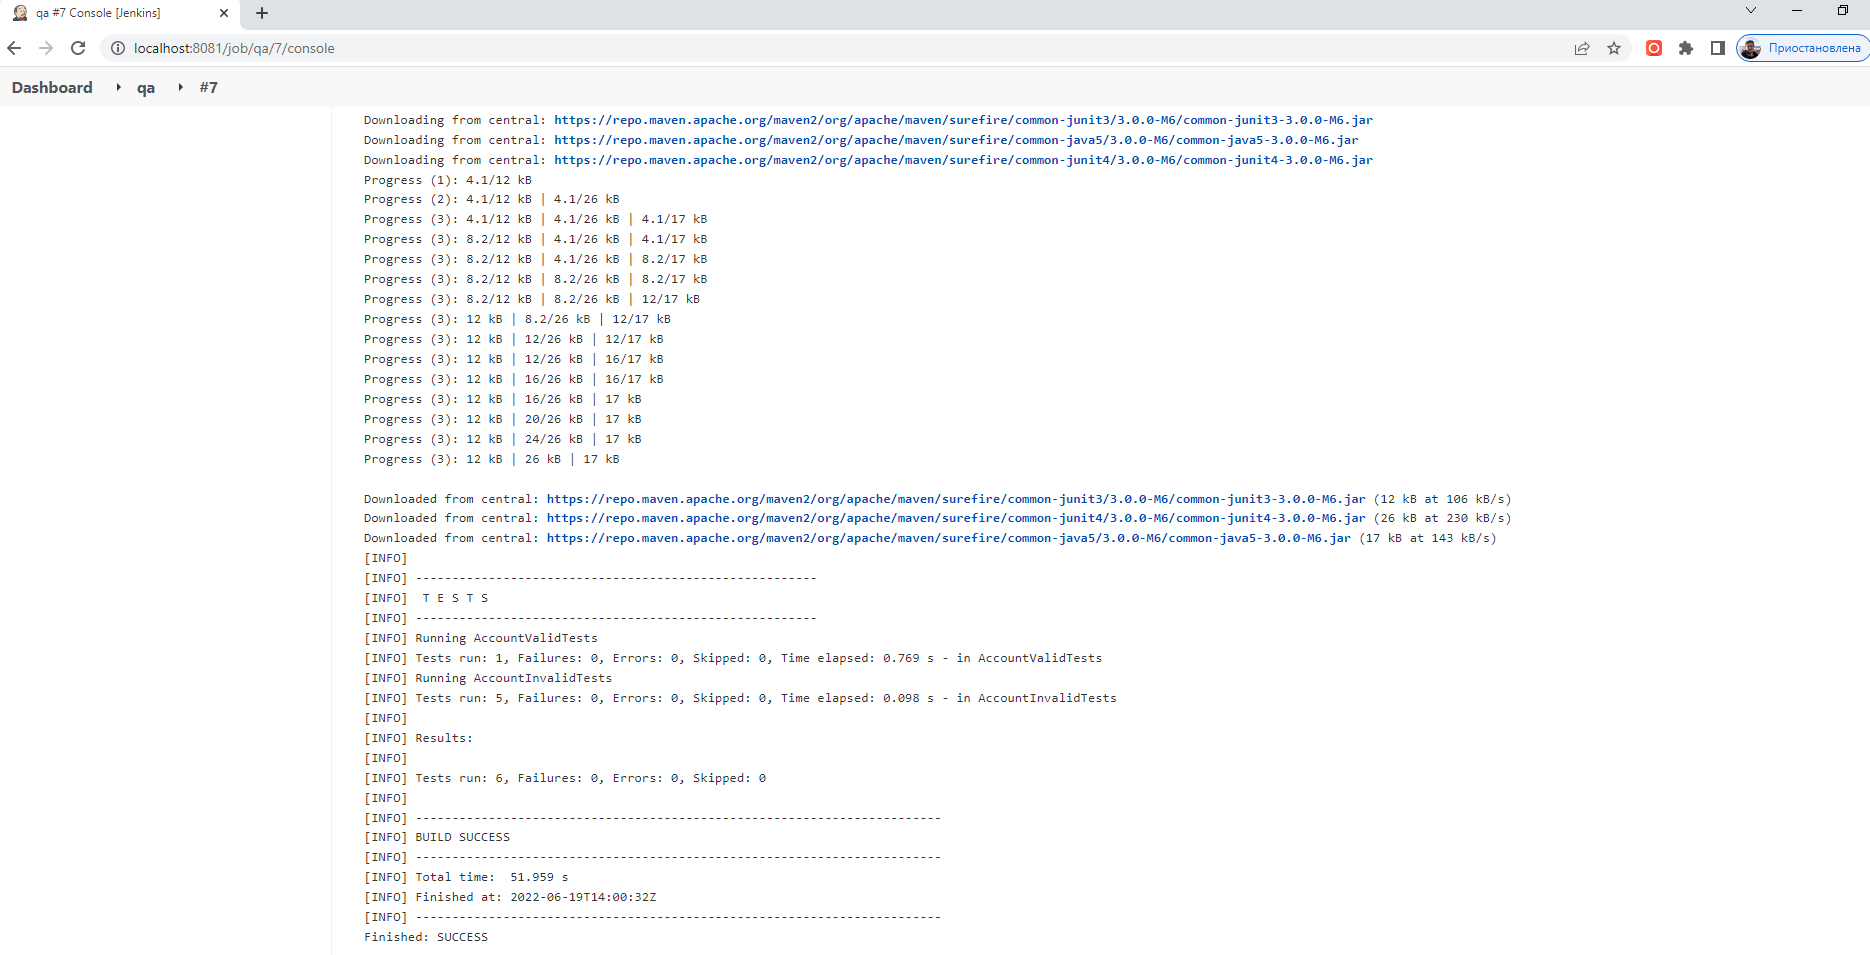 qa #7 Console [Jenkins]
localhost:8081/job/qa/7/console
Приостановлена
Dashboard qa #7
Downloading from central: https://repo.maven.apache.org/maven2/org/apache/maven/surefire/common-junit3/3.0.0-M6/common-junit3-3.0.0-M6.jar
Downloading from central: https://repo.maven.apache.org/maven2/org/apache/maven/surefire/common-java5/3.0.0-M6/common-java5-3.0.0-M6.jar
Downloading from central: https://repo.maven.apache.org/maven2/org/apache/maven/surefire/common-junit4/3.0.0-M6/common-junit4-3.0.0-M6.jar
Progress (1): 4.1/12 kB
Progress (2): 4.1/12 kB | 4.1/26 kB
Progress (3): 4.1/12 kB | 4.1/26 kB | 4.1/17 kB
Progress (3): 8.2/12 kB | 4.1/26 kB | 4.1/17 kB
Progress (3): 8.2/12 kB | 4.1/26 kB | 8.2/17 kB
Progress (3): 8.2/12 kB | 8.2/26 kB | 8.2/17 kB
Progress (3): 8.2/12 kB | 8.2/26 kB | 12/17 kB
Progress (3): 12 kB | 8.2/26 kB | 12/17 kB
Progress (3): 12 kB | 12/26 kB | 12/17 kB
Progress (3): 12 kB | 12/26 kB | 16/17 kB
Progress (3): 12 kB | 16/26 kB | 16/17 kB
Progress (3): 12 kB | 16/26 kB | 17 kB
Progress (3): 12 kB | 20/26 kB | 17 kB
Progress (3): 12 kB | 24/26 kB | 17 kB
Progress (3): 12 kB | 26 kB | 17 kB
Downloaded from central: https://repo.maven.apache.org/maven2/org/apache/maven/surefire/common-junit3/3.0.0-M6/common-junit3-3.0.0-M6.jar (12 kB at 106 kB/s)
Downloaded from central: https://repo.maven.apache.org/maven2/org/apache/maven/surefire/common-junit4/3.0.0-M6/common-junit4-3.0.0-M6.jar (26 kB at 230 kB/s)
Downloaded from central: https://repo.maven.apache.org/maven2/org/apache/maven/surefire/common-java5/3.0.0-M6/common-java5-3.0.0-M6.jar (17 kB at 143 kB/s)
[INFO]
[INFO] -------------------------------------------------------
[INFO]  T E S T S
[INFO] -------------------------------------------------------
[INFO] Running AccountValidTests
[INFO] Tests run: 1, Failures: 0, Errors: 0, Skipped: 0, Time elapsed: 0.769 s - in AccountValidTests
[INFO] Running AccountInvalidTests
[INFO] Tests run: 5, Failures: 0, Errors: 0, Skipped: 0, Time elapsed: 0.098 s - in AccountInvalidTests
[INFO]
[INFO] Results:
[INFO]
[INFO] Tests run: 6, Failures: 0, Errors: 0, Skipped: 0
[INFO]
[INFO] ------------------------------------------------------------------------
[INFO] BUILD SUCCESS
[INFO] ------------------------------------------------------------------------
[INFO] Total time:  51.959 s
[INFO] Finished at: 2022-06-19T14:00:32Z
[INFO] ------------------------------------------------------------------------
Finished: SUCCESS